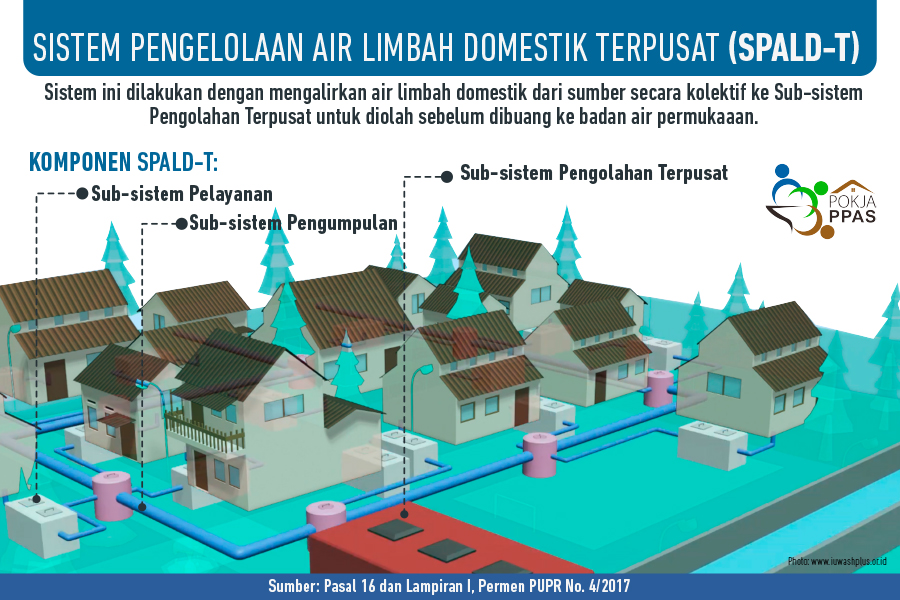 SISTEM PENGELOLAAN AIR LIMBAH DOMESTIK TERPUSAT (SPALD-T)
Sistem ini dilakukan dengan mengalirkan air limbah domestik dari sumber secara kolektif ke Sub-sistem
Pengolahan Terpusat untuk diolah sebelum dibuang ke badan air permukaaan.
KOMPONEN SPALD-T:
Sub-sistem Pelayanan
Sub-sistem Pengumpulan
Sub-sistem Pengolahan Terpusat
POKJA
PPAS
Photo: www.iuwashplus.or.id
Sumber: Pasal 16 dan Lampiran I, Permen PUPR No. 4/2017